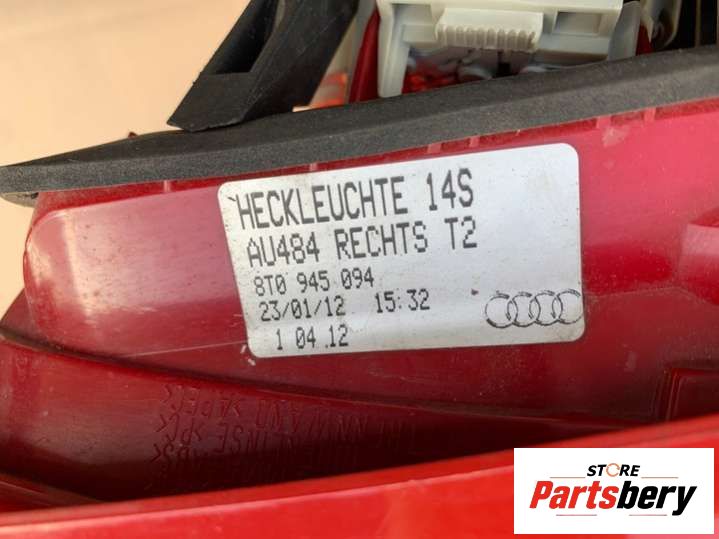 HECKLEUCHTE 14S
AU484 RECHTS T2
8T0 945 094
23/01/12 15:32
1 04.12
STORE
Partsbery